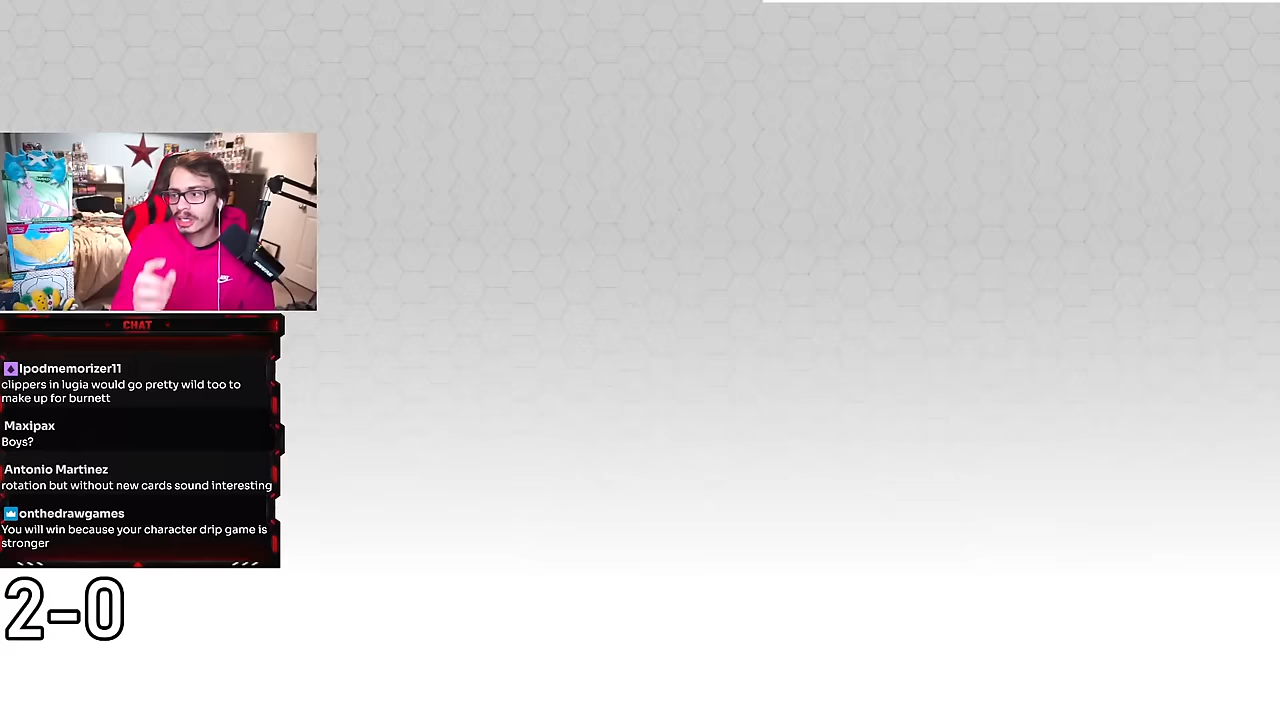 CHAT
Ipodmemorizer11
clippers in lugia would go pretty wild too to
make up for burnett
Maxipax
Boys?
Antonio Martinez
rotation but without new cards sound interesting
onthedrawgames
You will win because your character drip game is
stronger
2-0